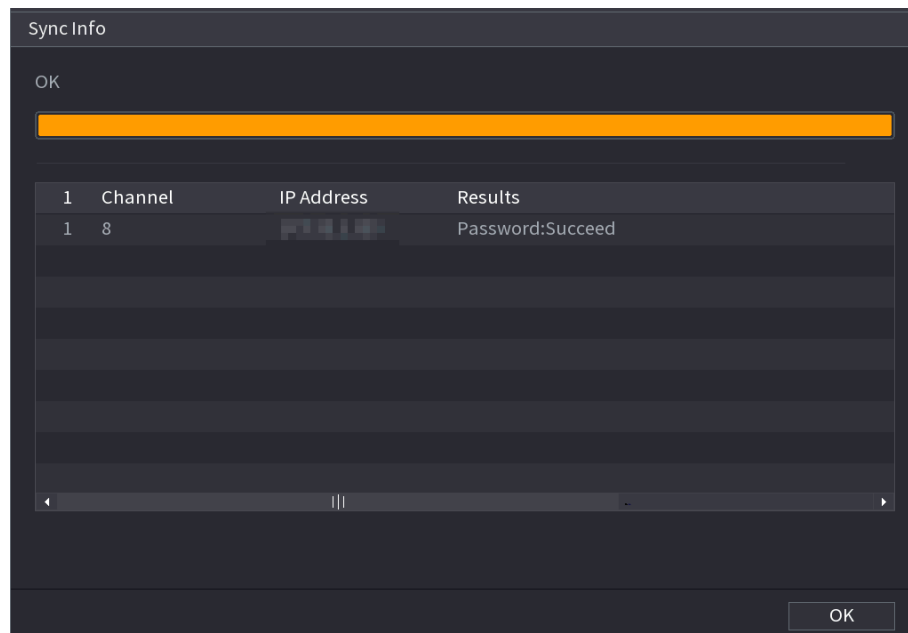 Sync Info
OK
1 Channel IP Address Results
1 8 Password:Succeed
OK